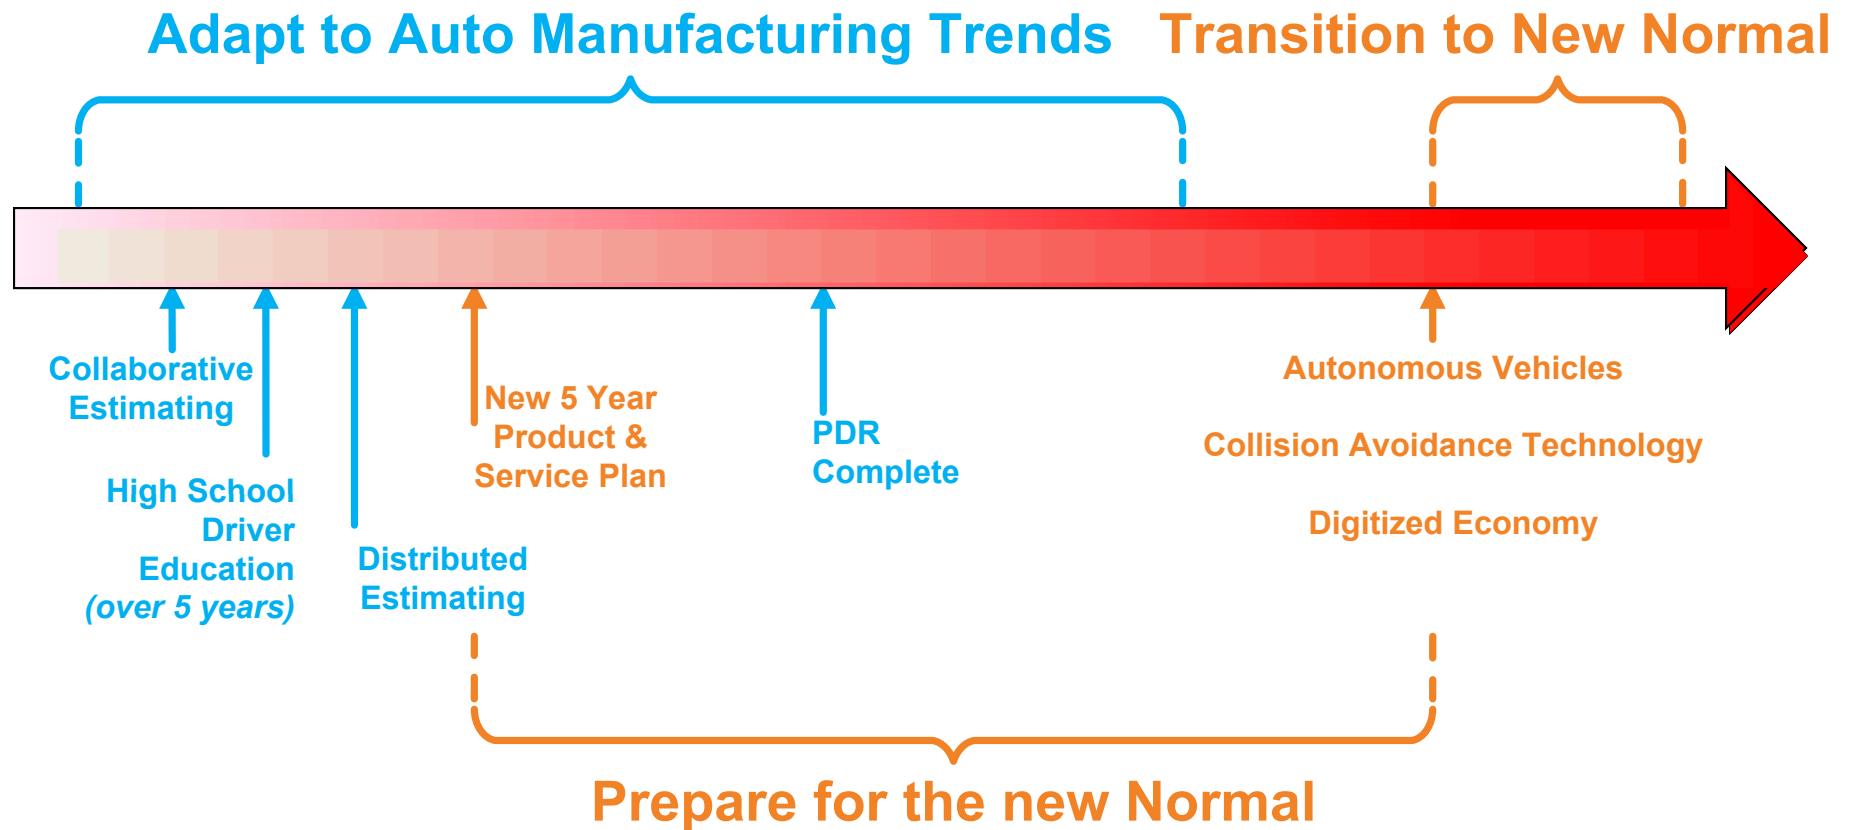 Adapt to Auto Manufacturing Trends
Transition to New Normal
Collaborative
Estimating
High School
Driver
Education
(over 5 years)
Distributed
Estimating
New 5 Year
Product &
Service Plan
PDR
Complete
Autonomous Vehicles
Collision Avoidance Technology
Digitized Economy
Prepare for the new Normal